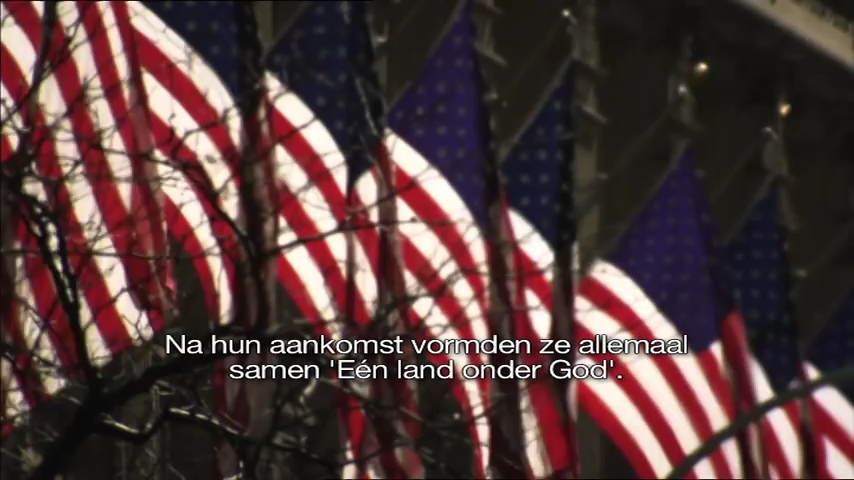 Na hun aankomst vormden ze allemaal
samen 'Eén land onder God'.